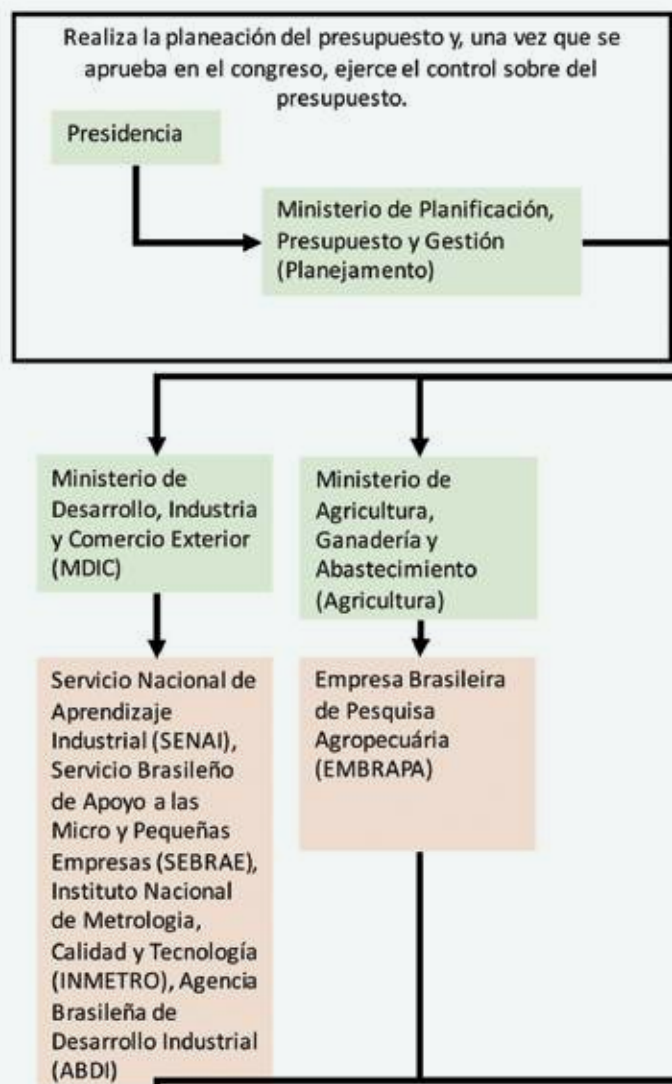 Realiza la planeación del presupuesto y, una vez que se
aprueba en el congreso, ejerce el control sobre del
presupuesto.
Presidencia
Ministerio de Planificación,
Presupuesto y Gestión
(Planejamento)
Ministerio de
Desarrollo, Industria
y Comercio Exterior
(MDIC)
Ministerio de
Agricultura,
Ganadería y
Abastecimiento
(Agricultura)
Servicio Nacional de
Aprendizaje
Industrial (SENAI),
Servicio Brasileño
de Apoyo a las
Micro y Pequeñas
Empresas (SEBRAE),
Instituto Nacional
de Metrologia,
Calidad y Tecnología
(INMETRO), Agencia
Brasileña de
Desarrollo Industrial
(ABDI)
Empresa Brasileira
de Pesquisa
Agropecuária
(EMBRAPA)